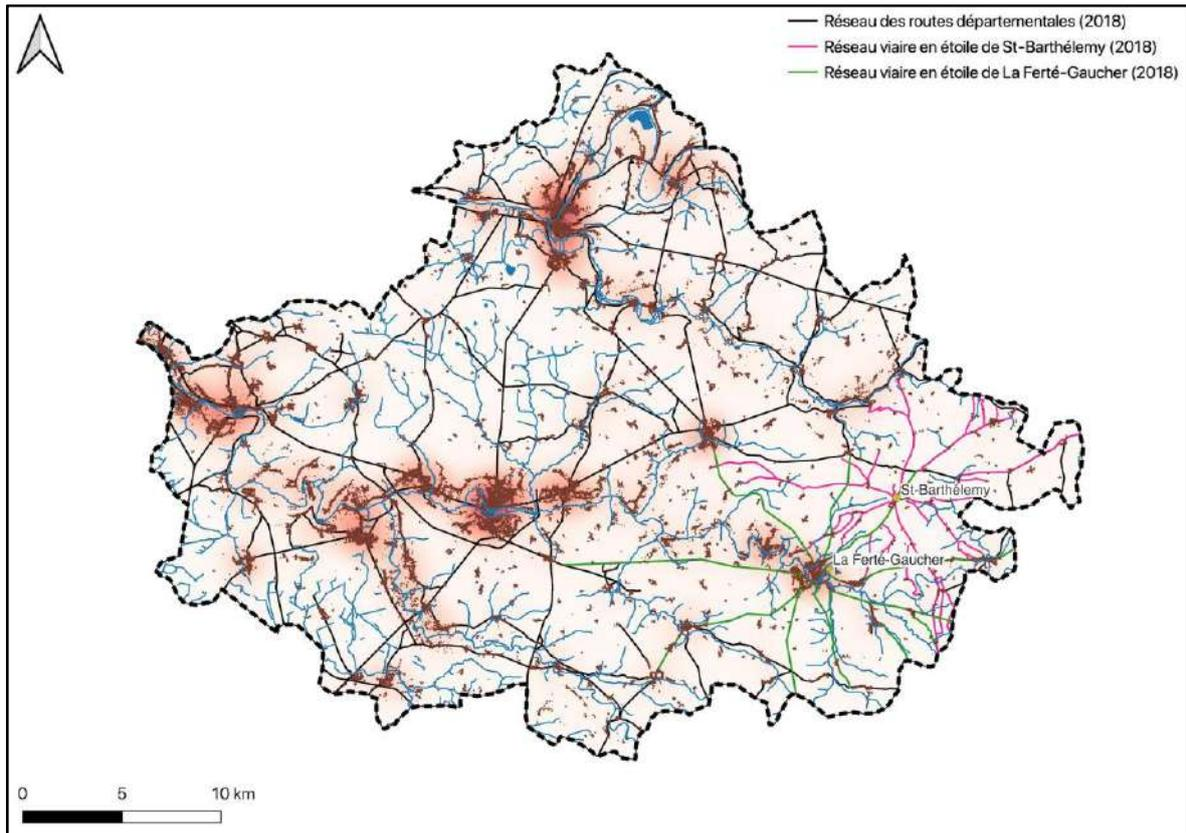 Réseau des routes départementales (2018)
Réseau viaire en étoile de St-Barthélemy (2018)
Réseau viaire en étoile de La Ferté-Gaucher (2018)
St-Barthélemy
La Ferté-Gaucher
0 5 10 km